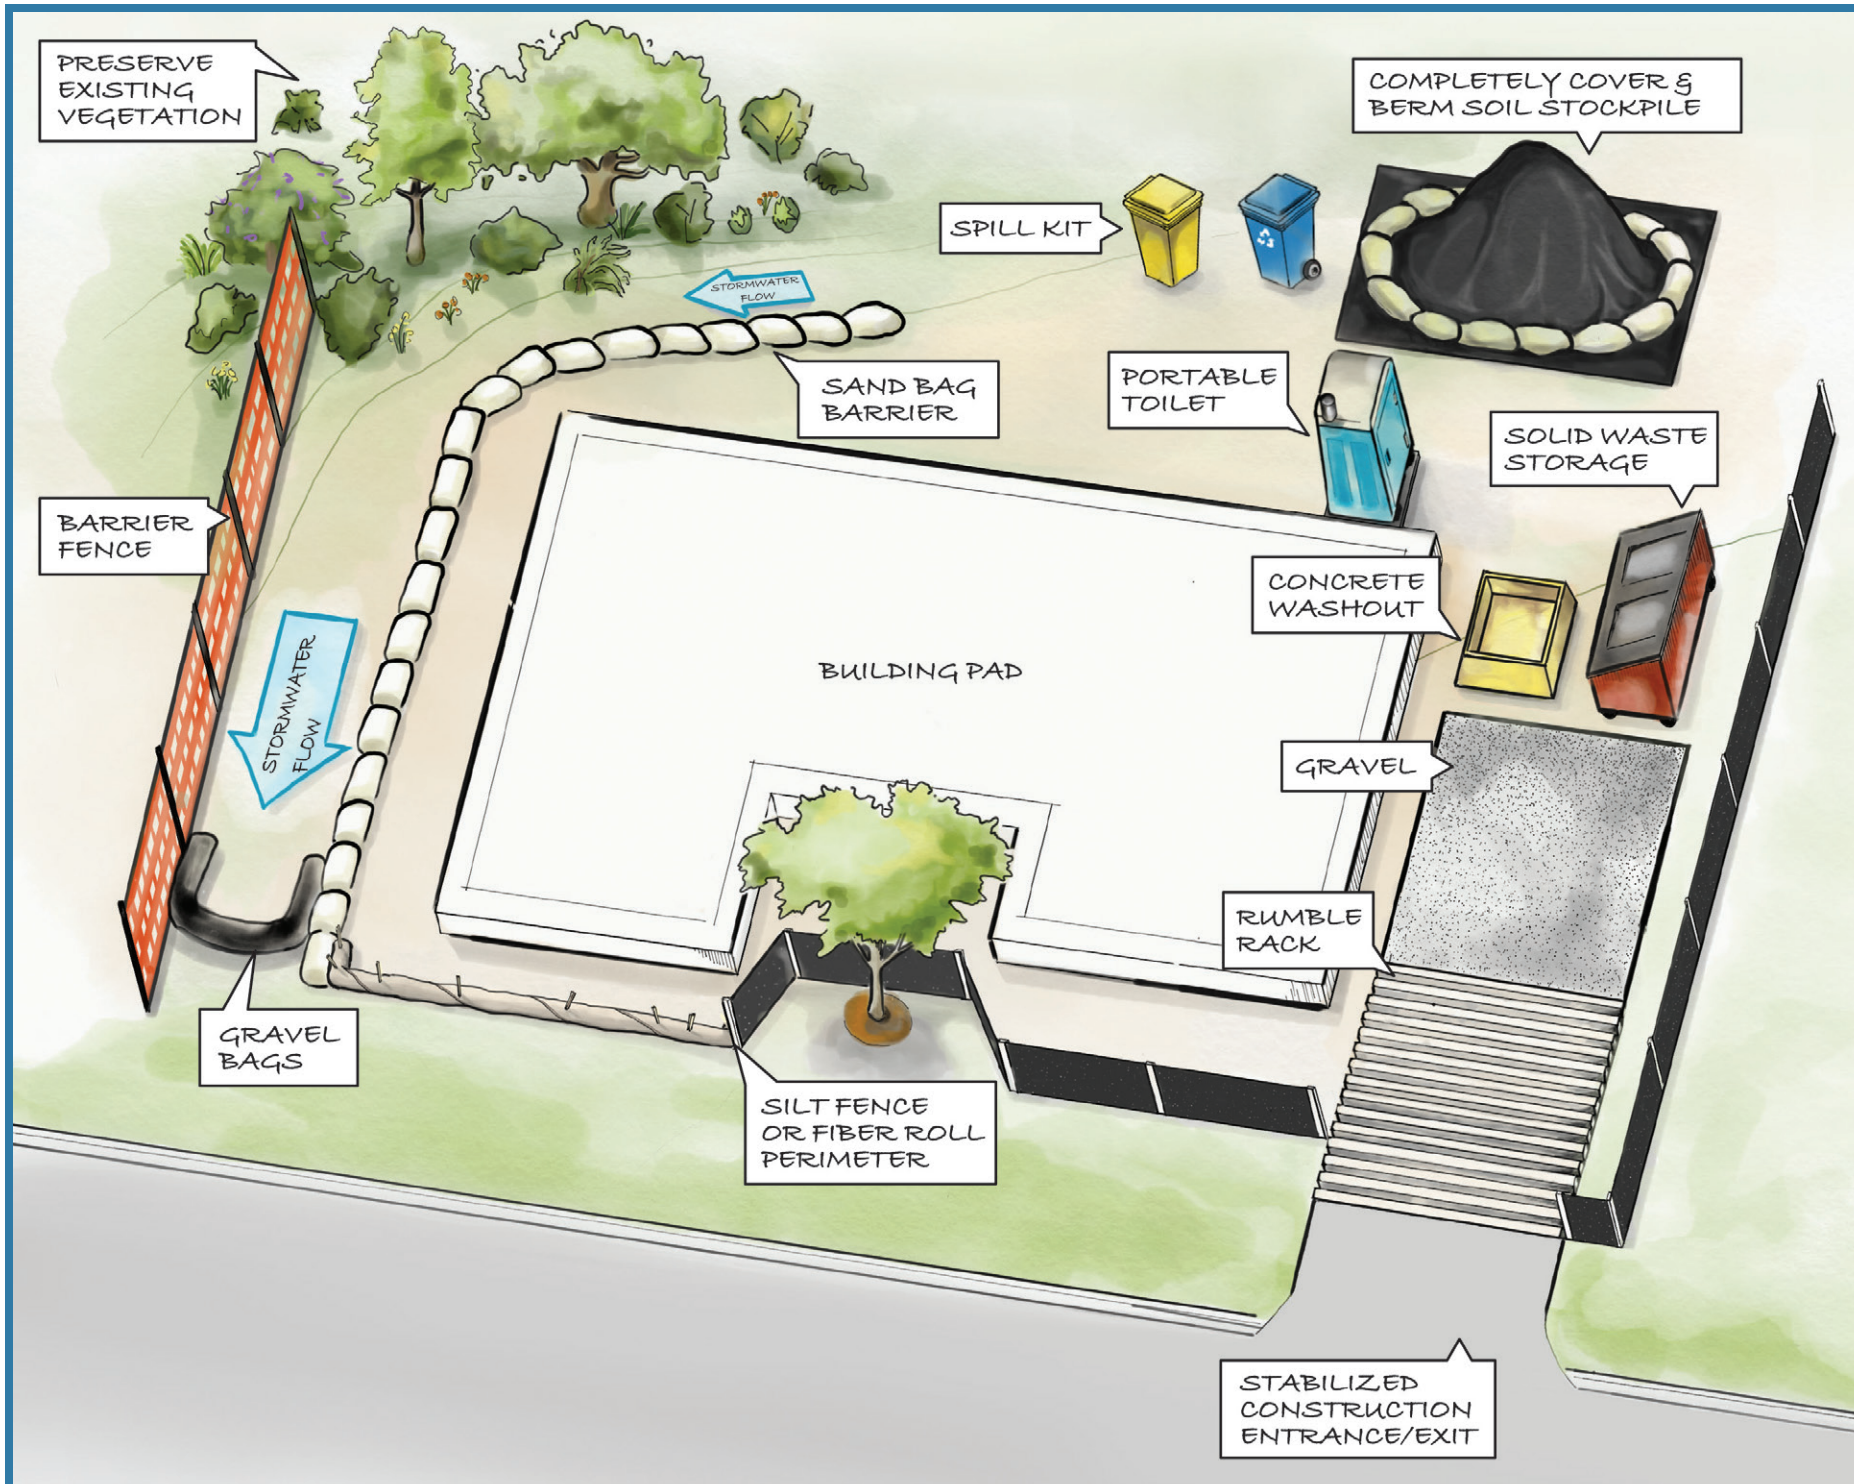 PRESERVE
EXISTING
VEGETATION
COMPLETELY COVER &
BERM SOIL STOCKPILE
SPILL KIT
STORMWATER
FLOW
SAND BAG
BARRIER
PORTABLE
TOILET
SOLID WASTE
STORAGE
BARRIER
FENCE
CONCRETE
WASHOUT
STORMWATER
FLOW
BUILDING PAD
GRAVEL
RUMBLE
RACK
GRAVEL
BAGS
SILT FENCE
OR FIBER ROLL
PERIMETER
STABILIZED
CONSTRUCTION
ENTRANCE/EXIT